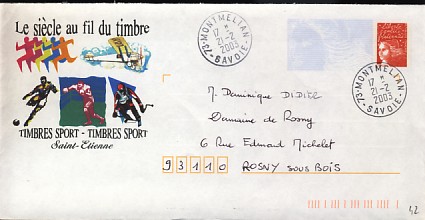 Le siècle au fil du timbre
TIMBRES SPORT - TIMBRES SPORT
Saint-Etienne
73-MONTMELIAN
17 H
21-2
2003
SAVOIE
73-MONTMELIAN
17 H
21-2
2003
SAVOIE
M. Dominique DIDIER
Domaine de Rosny
6 Rue Edmund Michelet
93110
ROSNY SOUS BOIS
42